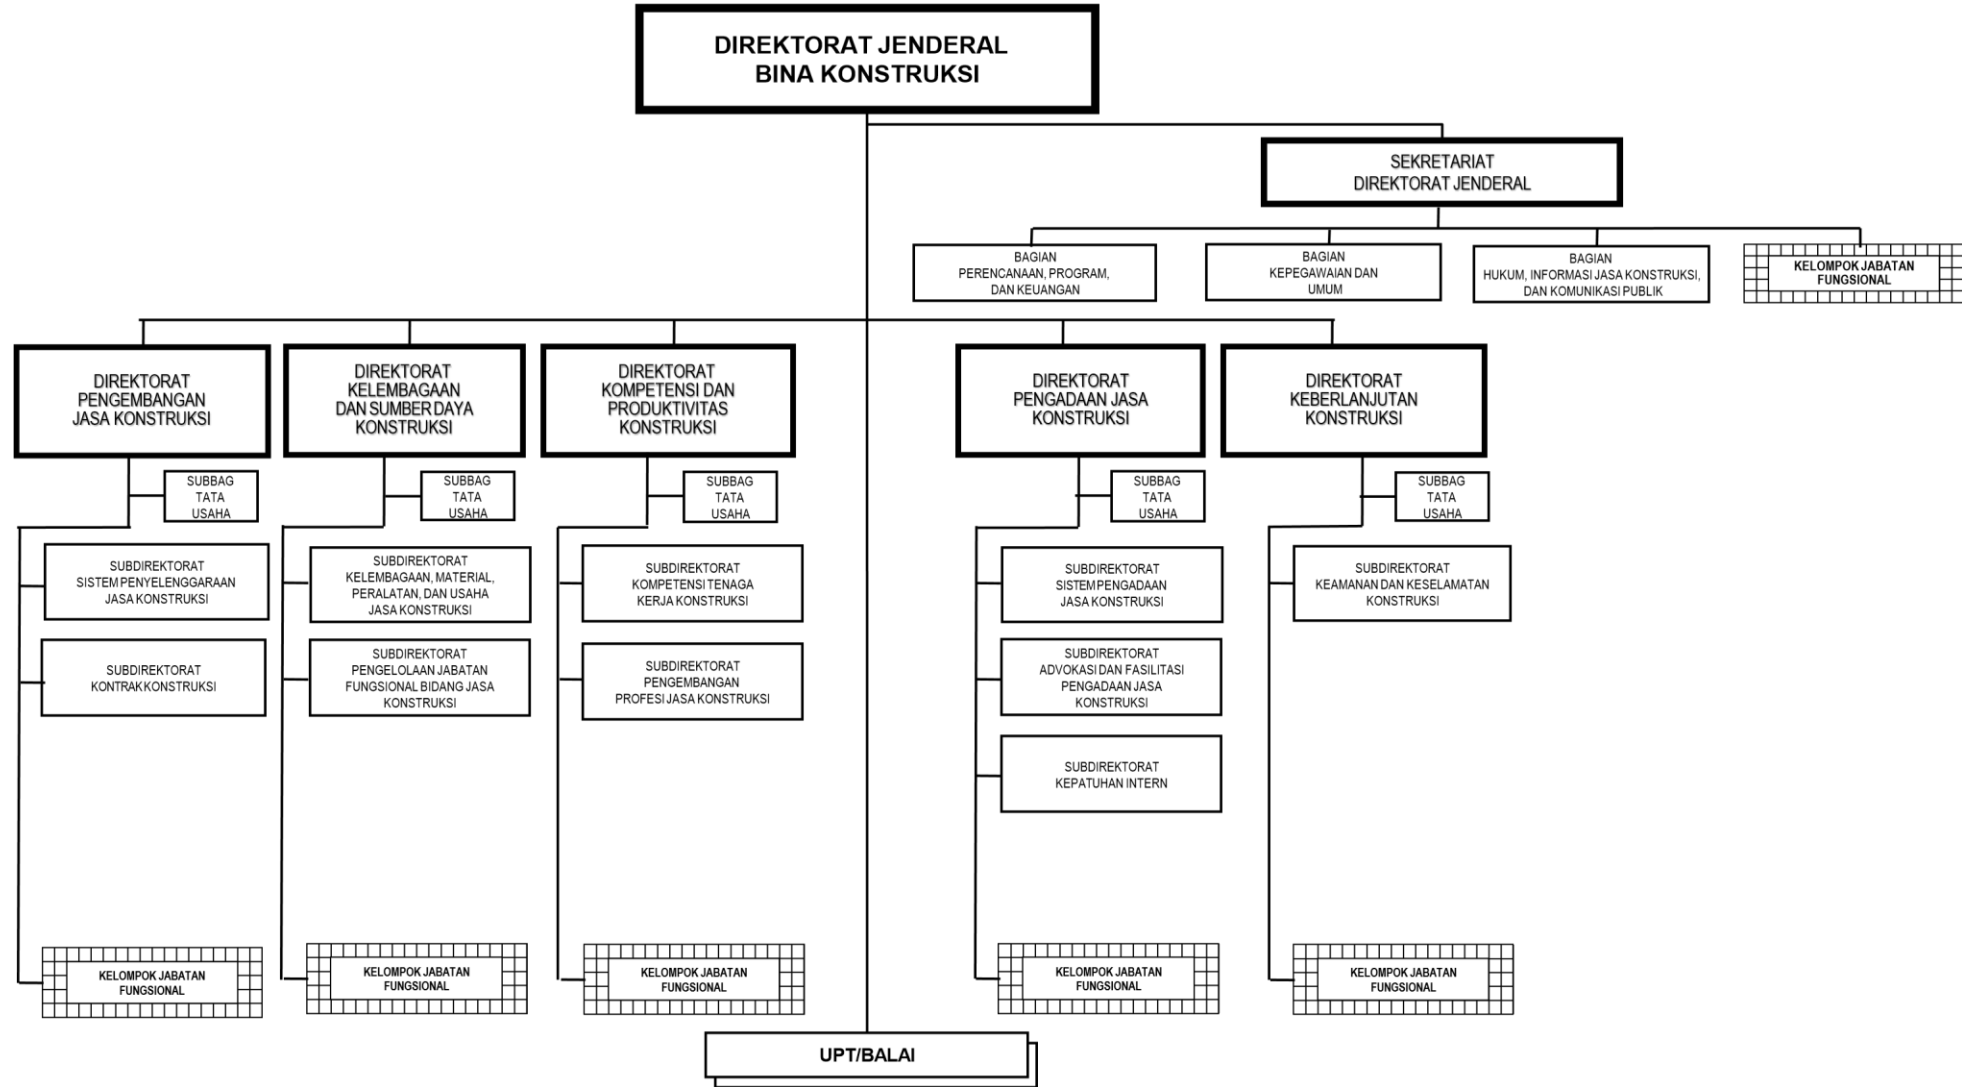 DIREKTORAT JENDERAL
BINA KONSTRUKSI
SEKRETARIAT
DIREKTORAT JENDERAL
BAGIAN
PERENCANAAN, PROGRAM,
DAN KEUANGAN
BAGIAN
KEPEGAWAIAN DAN
UMUM
BAGIAN
HUKUM, INFORMASI JASA KONSTRUKSI,
DAN KOMUNIKASI PUBLIK
KELOMPOK JABATAN
FUNGSIONAL
DIREKTORAT
PENGEMBANGAN
JASA KONSTRUKSI
SUBBAG
TATA
USAHA
SUBDIREKTORAT
SISTEM PENYELENGGARAAN
JASA KONSTRUKSI
SUBDIREKTORAT
KONTRAK KONSTRUKSI
KELOMPOK JABATAN
FUNGSIONAL
DIREKTORAT
KELEMBAGAAN
DAN SUMBER DAYA
KONSTRUKSI
SUBBAG
TATA
USAHA
SUBDIREKTORAT
KELEMBAGAAN, MATERIAL,
PERALATAN, DAN USAHA
JASA KONSTRUKSI
SUBDIREKTORAT
PENGELOLAAN JABATAN
FUNGSIONAL BIDANG JASA
KONSTRUKSI
KELOMPOK JABATAN
FUNGSIONAL
DIREKTORAT
KOMPETENSI DAN
PRODUKTIVITAS
KONSTRUKSI
SUBBAG
TATA
USAHA
SUBDIREKTORAT
KOMPETENSI TENAGA
KERJA KONSTRUKSI
SUBDIREKTORAT
PENGEMBANGAN
PROFESI JASA KONSTRUKSI
KELOMPOK JABATAN
FUNGSIONAL
DIREKTORAT
PENGADAAN JASA
KONSTRUKSI
SUBBAG
TATA
USAHA
SUBDIREKTORAT
SISTEM PENGADAAN
JASA KONSTRUKSI
SUBDIREKTORAT
ADVOKASI DAN FASILITASI
PENGADAAN JASA
KONSTRUKSI
SUBDIREKTORAT
KEPATUHAN INTERN
KELOMPOK JABATAN
FUNGSIONAL
DIREKTORAT
KEBERLANJUTAN
KONSTRUKSI
SUBBAG
TATA
USAHA
SUBDIREKTORAT
KEAMANAN DAN KESELAMATAN
KONSTRUKSI
KELOMPOK JABATAN
FUNGSIONAL
UPT/BALAI